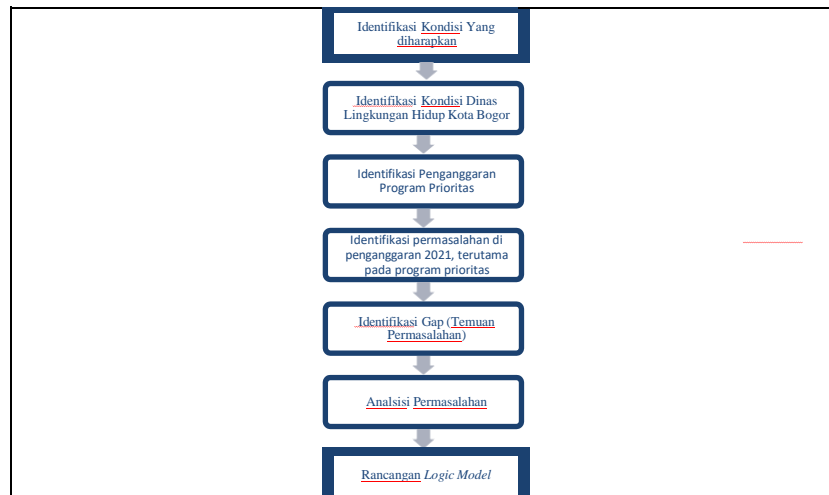 Identifikasi Kondisi Yang
diharapkan
Identifikasi Kondisi Dinas
Lingkungan Hidup Kota Bogor
Identifikasi Penganggaran
Program Prioritas
Identifikasi permasalahan di
penganggaran 2021, terutama
pada program prioritas
Identifikasi Gap (Temuan
Permasalahan)
Analsisi Permasalahan
Rancangan Logic Model